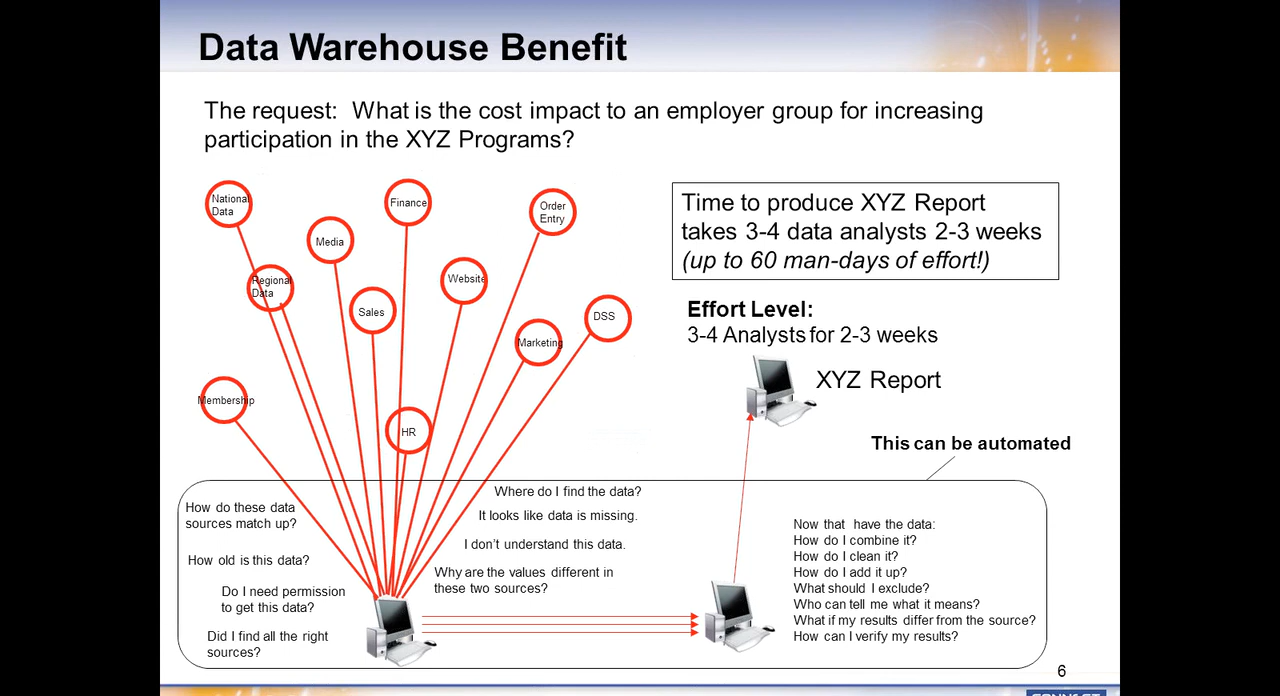 Data Warehouse Benefit
The request: What is the cost impact to an employer group for increasing
participation in the XYZ Programs?
National
Data
Finance
Order
Entry
Media
Regional
Data
Website
Sales
DSS
Marketing
Membership
HR
Time to produce XYZ Report
takes 3-4 data analysts 2-3 weeks
(up to 60 man-days of effort!)
Effort Level:
3-4 Analysts for 2-3 weeks
XYZ Report
This can be automated
How do these data
sources match up?
How old is this data?
Do I need permission
to get this data?
Did I find all the right
sources?
Where do I find the data?
It looks like data is missing.
I don't understand this data.
Why are the values different in
these two sources?
Now that have the data:
How do I combine it?
How do I clean it?
How do I add it up?
What should I exclude?
Who can tell me what it means?
What if my results differ from the source?
How can I verify my results?
6